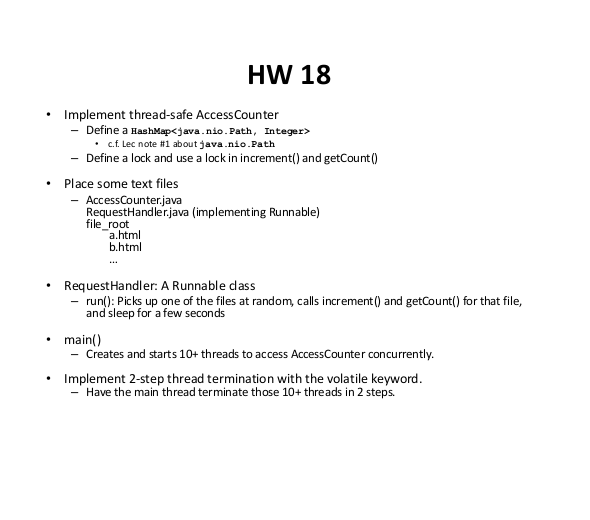 HW 18
• Implement thread-safe AccessCounter
– Define a HashMap<java.nio.Path, Integer>
• c.f. Lec note #1 about java.nio.Path
– Define a lock and use a lock in increment() and getCount()
• Place some text files
– AccessCounter.java
RequestHandler.java (implementing Runnable)
file_root
a.html
b.html
...
• RequestHandler: A Runnable class
– run(): Picks up one of the files at random, calls increment() and getCount() for that file,
and sleep for a few seconds
• main()
– Creates and starts 10+ threads to access AccessCounter concurrently.
• Implement 2-step thread termination with the volatile keyword.
– Have the main thread terminate those 10+ threads in 2 steps.